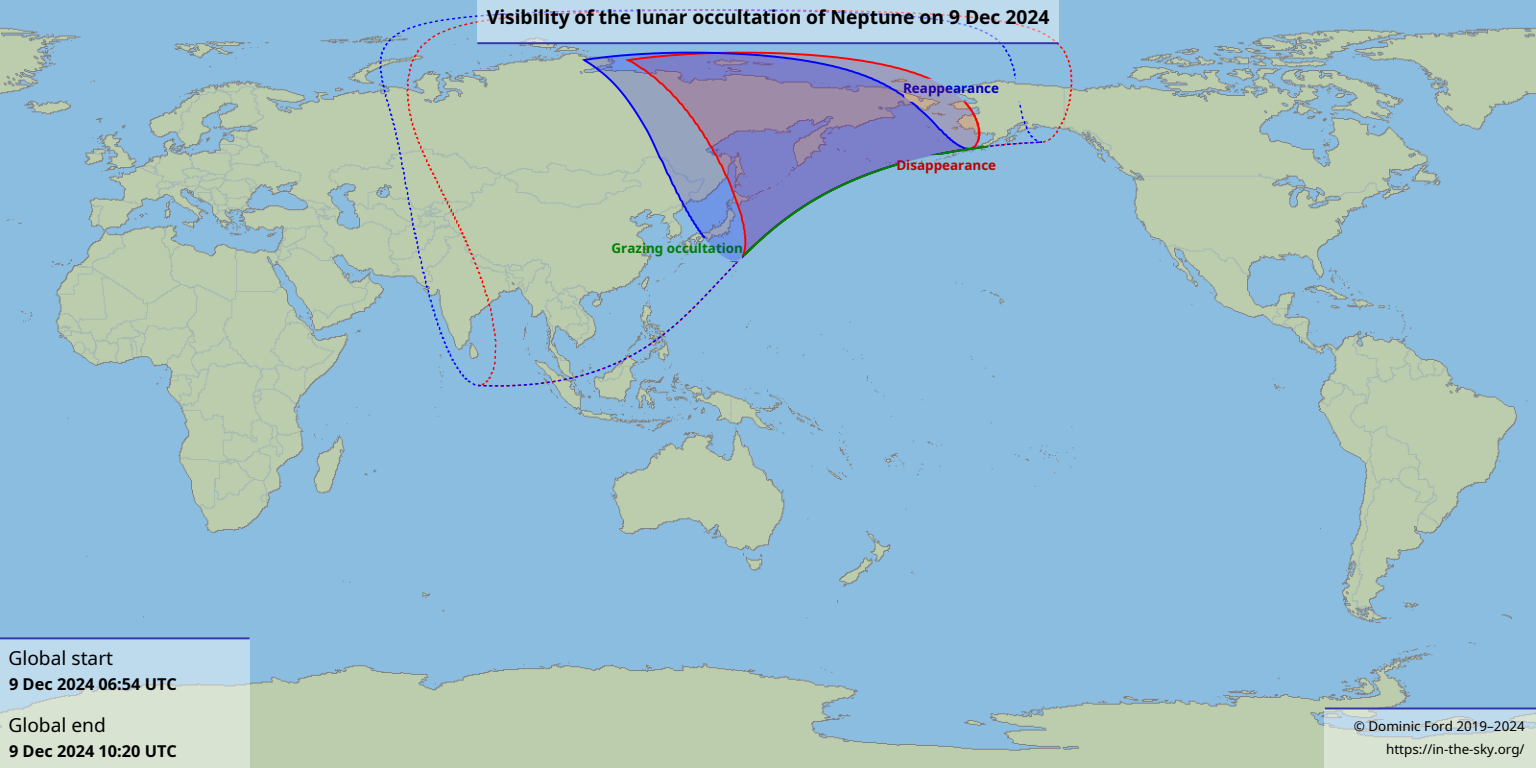 Visibility of the lunar occultation of Neptune on 9 Dec 2024
Reappearance
Disappearance
Grazing occultation
Global start
9 Dec 2024 06:54 UTC
Global end
9 Dec 2024 10:20 UTC
© Dominic Ford 2019–2024
https://in-the-sky.org/